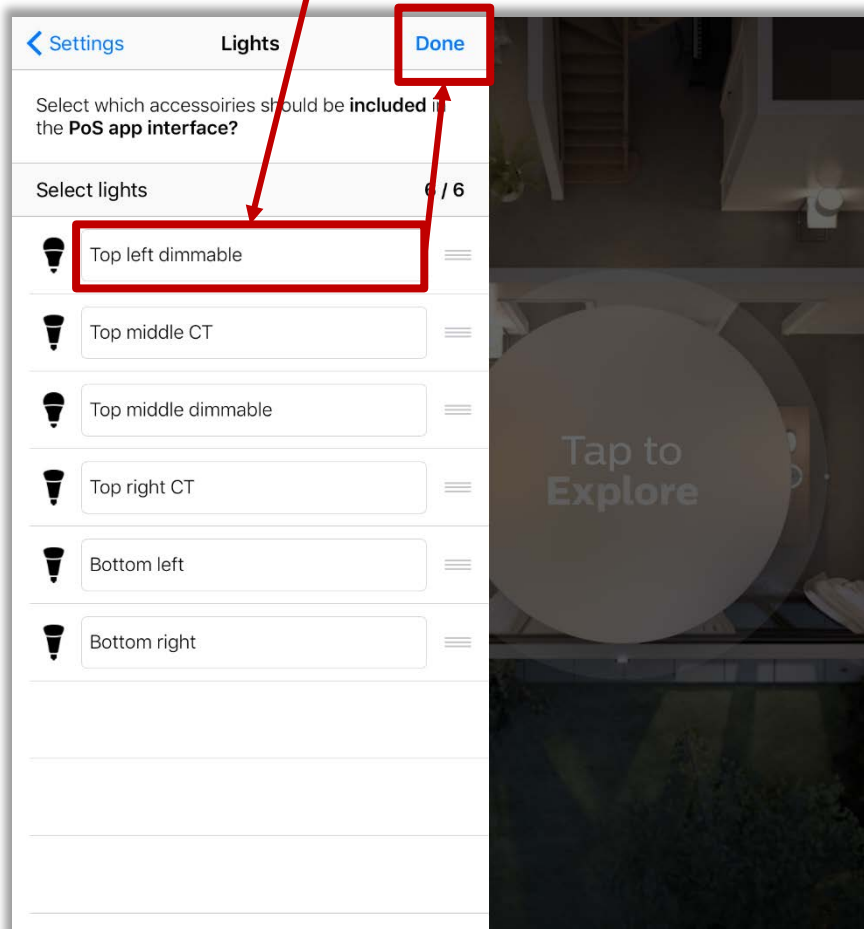 Settings Lights Done
Select which accessoiries should be included in
the PoS app interface?
Select lights 6 / 6
Top left dimmable
Top middle CT
Top middle dimmable
Top right CT
Tap to
Explore
Bottom left
Bottom right